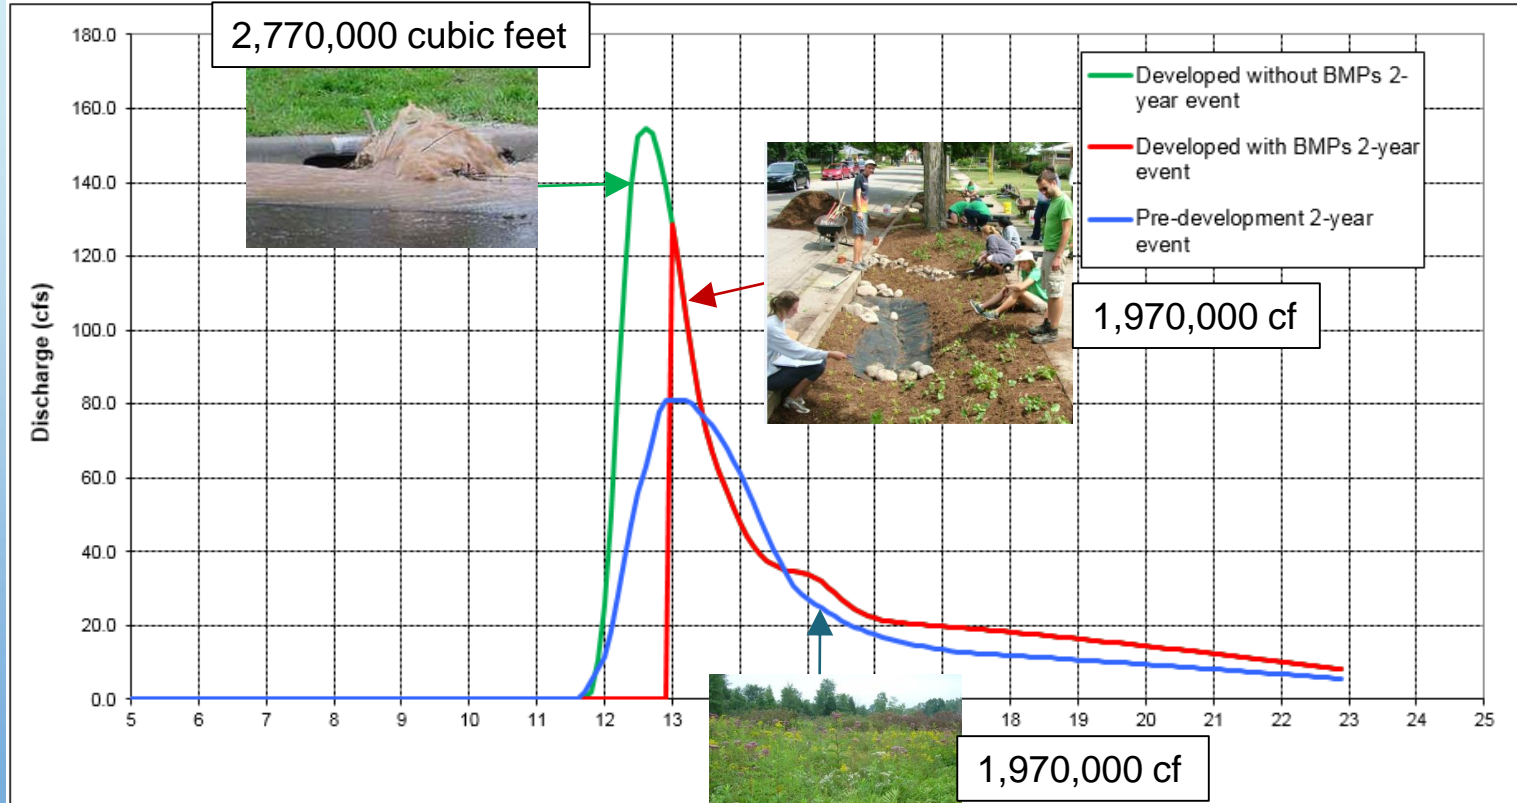 2,770,000 cubic feet
180.0
160.0
140.0
120.0
100.0
80.0
60.0
40.0
20.0
0.0
Discharge (cfs)
Developed without BMPs 2-
year event
Developed with BMPs 2-year
event
Pre-development 2-year
event
1,970,000 cf
5 6 7 8 9 10 11 12 13 18 19 20 21 22 23 24 25
1,970,000 cf